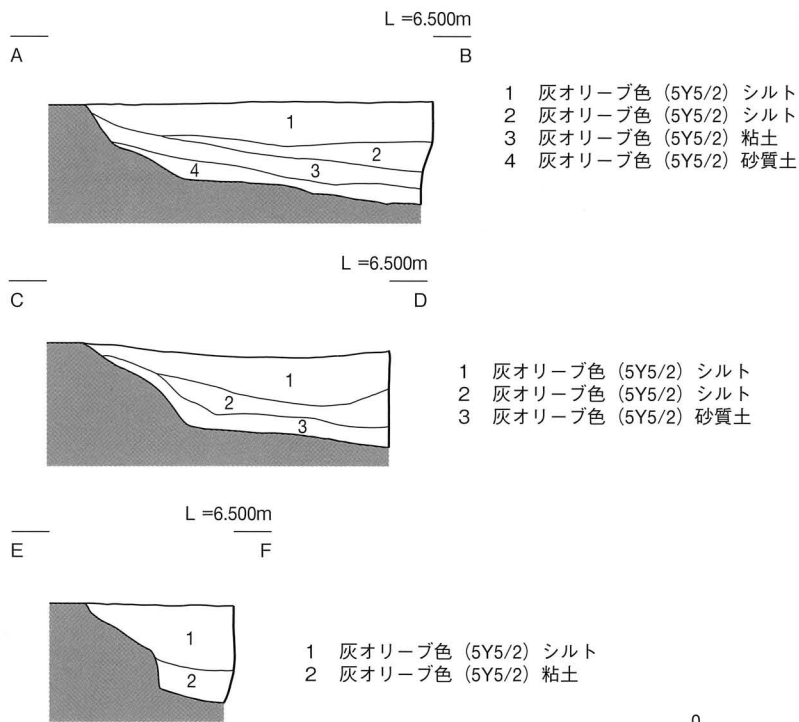 L =6.500m
A
B
1
2
3
4
1 灰オリーブ色 (5Y5/2) シルト
2 灰オリーブ色 (5Y5/2) シルト
3 灰オリーブ色 (5Y5/2) 粘土
4 灰オリーブ色 (5Y5/2) 砂質土
L =6.500m
C
D
1
2
3
1 灰オリーブ色 (5Y5/2) シルト
2 灰オリーブ色 (5Y5/2) シルト
3 灰オリーブ色 (5Y5/2) 砂質土
L =6.500m
E
F
1
2
1 灰オリーブ色 (5Y5/2) シルト
2 灰オリーブ色 (5Y5/2) 粘土
0